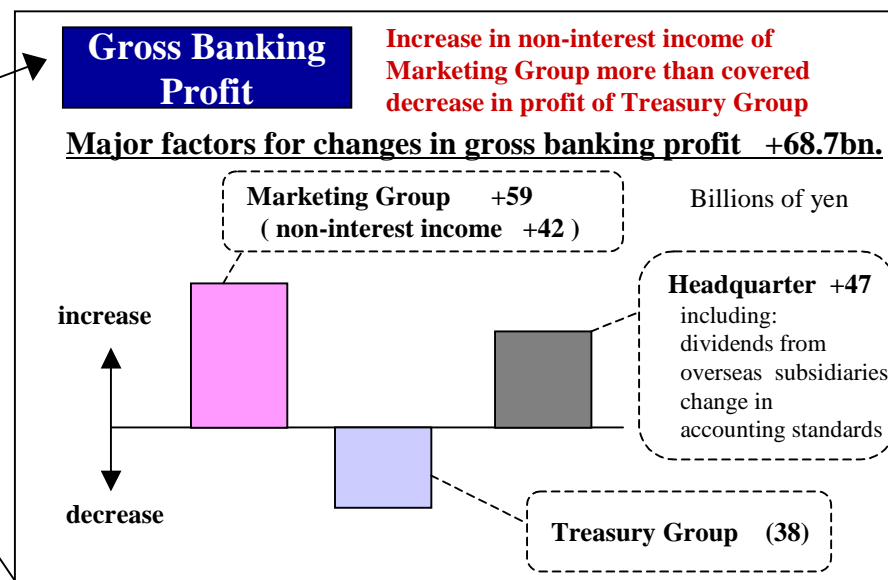 Gross Banking
Profit
Increase in non-interest income of
Marketing Group more than covered
decrease in profit of Treasury Group
Major factors for changes in gross banking profit +68.7bn.
Marketing Group +59
( non-interest income +42 )
Billions of yen
Headquarter +47
including:
dividends from
overseas subsidiaries
change in
accounting standards
increase
decrease
Treasury Group (38)